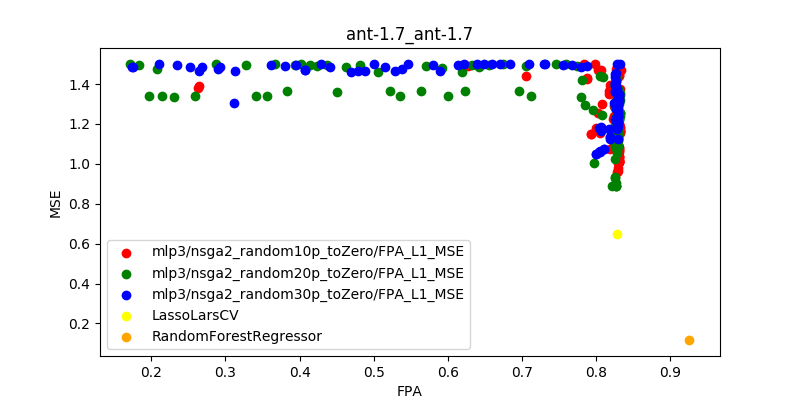 ant-1.7_ant-1.7
MSE
1.4
1.2
1.0
0.8
0.6
0.4
0.2
mlp3/nsga2_random10p_toZero/FPA_L1_MSE
mlp3/nsga2_random20p_toZero/FPA_L1_MSE
mlp3/nsga2_random30p_toZero/FPA_L1_MSE
LassoLarsCV
RandomForestRegressor
0.2 0.3 0.4 0.5 0.6 0.7 0.8 0.9
FPA